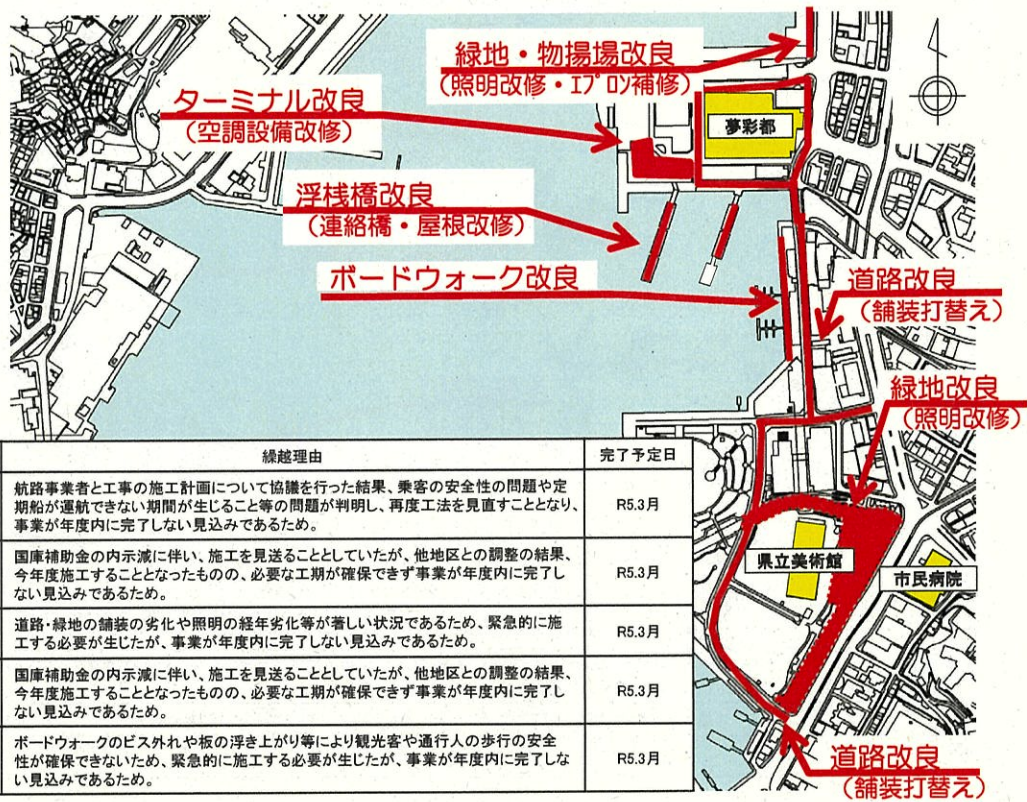 緑地・物揚場改良
(照明改修・エプロン補修)
ターミナル改良
(空調設備改修)
夢彩都
浮桟橋改良
(連絡橋・屋根改修)
ボードウォーク改良
道路改良
(舗装打替え)
緑地改良
(照明改修)
県立美術館
市民病院
道路改良
(舗装打替え)
繰越理由 完了予定日
航路事業者と工事の施工計画について協議を行った結果、乗客の安全性の問題や定
期船が運航できない期間が生じること等の問題が判明し、再度工法を見直すこととなり、
事業が年度内に完了しない見込みであるため。
R5.3月
国庫補助金の内示減に伴い、施工を見送ることとしていたが、他地区との調整の結果、
今年度施工することとなったものの、必要な工期が確保できず事業が年度内に完了し
ない見込みであるため。
R5.3月
道路・緑地の舗装の劣化や照明の経年劣化等が著しい状況であるため、緊急的に施
工する必要が生じたが、事業が年度内に完了しない見込みであるため。
R5.3月
国庫補助金の内示減に伴い、施工を見送ることとしていたが、他地区との調整の結果、
今年度施工することとなったものの、必要な工期が確保できず事業が年度内に完了し
ない見込みであるため。
R5.3月
ボードウォークのビス外れや板の浮き上がり等により観光客や通行人の歩行の安全
性が確保できないため、緊急的に施工する必要が生じたが、事業が年度内に完了しな
い見込みであるため。
R5.3月